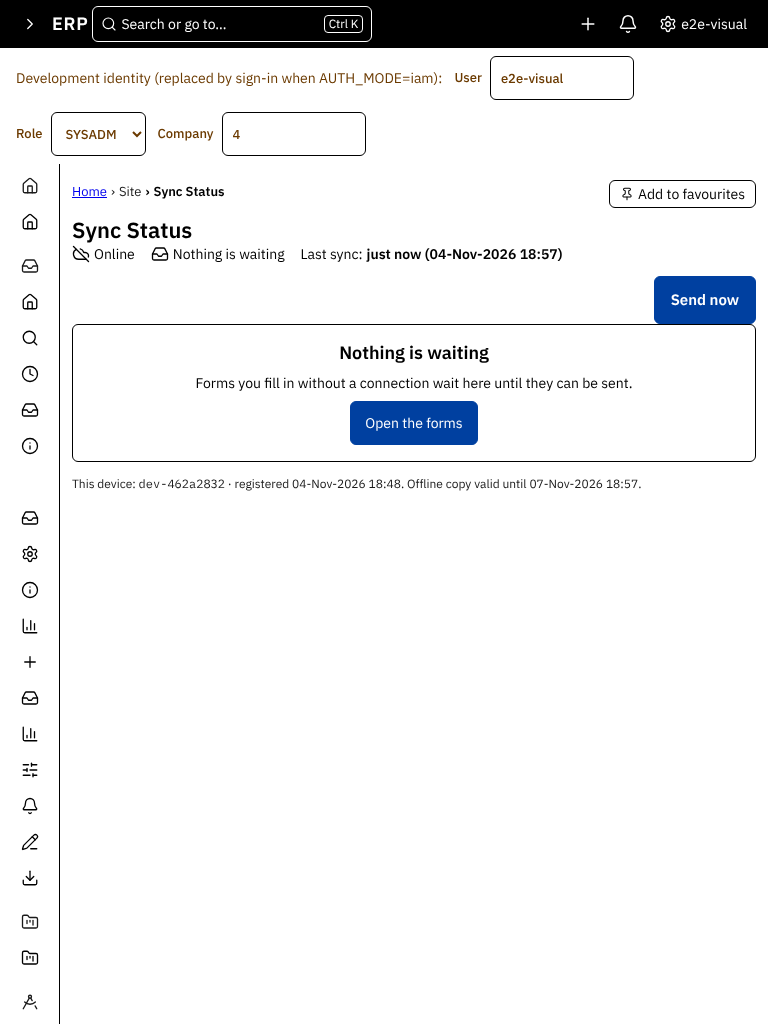 ERP Search or go to... Ctrl K e2e-visual
Development identity (replaced by sign-in when AUTH_MODE=iam): User e2e-visual
Role SYSADM Company 4
Home › Site › Sync Status Add to favourites
Sync Status
Online Nothing is waiting Last sync: just now (04-Nov-2026 18:57)
Send now
Nothing is waiting
Forms you fill in without a connection wait here until they can be sent.
Open the forms
This device: dev-462a2832 · registered 04-Nov-2026 18:48. Offline copy valid until 07-Nov-2026 18:57.